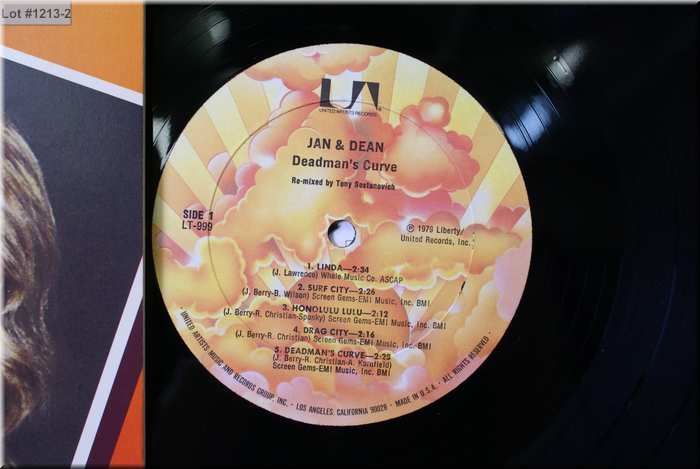 Lot #1213-2
UA
UNITED ARTISTS RECORDS
JAN & DEAN
Deadman's Curve
Re-mixed by Tony Sestanovich
SIDE 1
LT-999
℗ 1979 Liberty/
United Records, Inc.
1. LINDA—2:34
(J. Lawrence) Whale Music Co. ASCAP
2. SURF CITY—2:26
(J. Berry-B. Wilson) Screen Gems-EMI Music, Inc. BMI
3. HONOLULU LULU—2:12
(J. Berry-R. Christian-Spunky) Screen Gems-EMI Music, Inc. BMI
4. DRAG CITY—2:16
(J. Berry-R. Christian) Screen Gems-EMI Music, Inc. BMI
5. DEADMAN'S CURVE—2:25
(J. Berry-R. Christian-A. Kornfield)
Screen Gems-EMI Music, Inc. BMI
UNITED ARTISTS MUSIC AND RECORDS GROUP, INC. • LOS ANGELES, CALIFORNIA 90028 • MADE IN U.S.A. • ALL RIGHTS RESERVED •